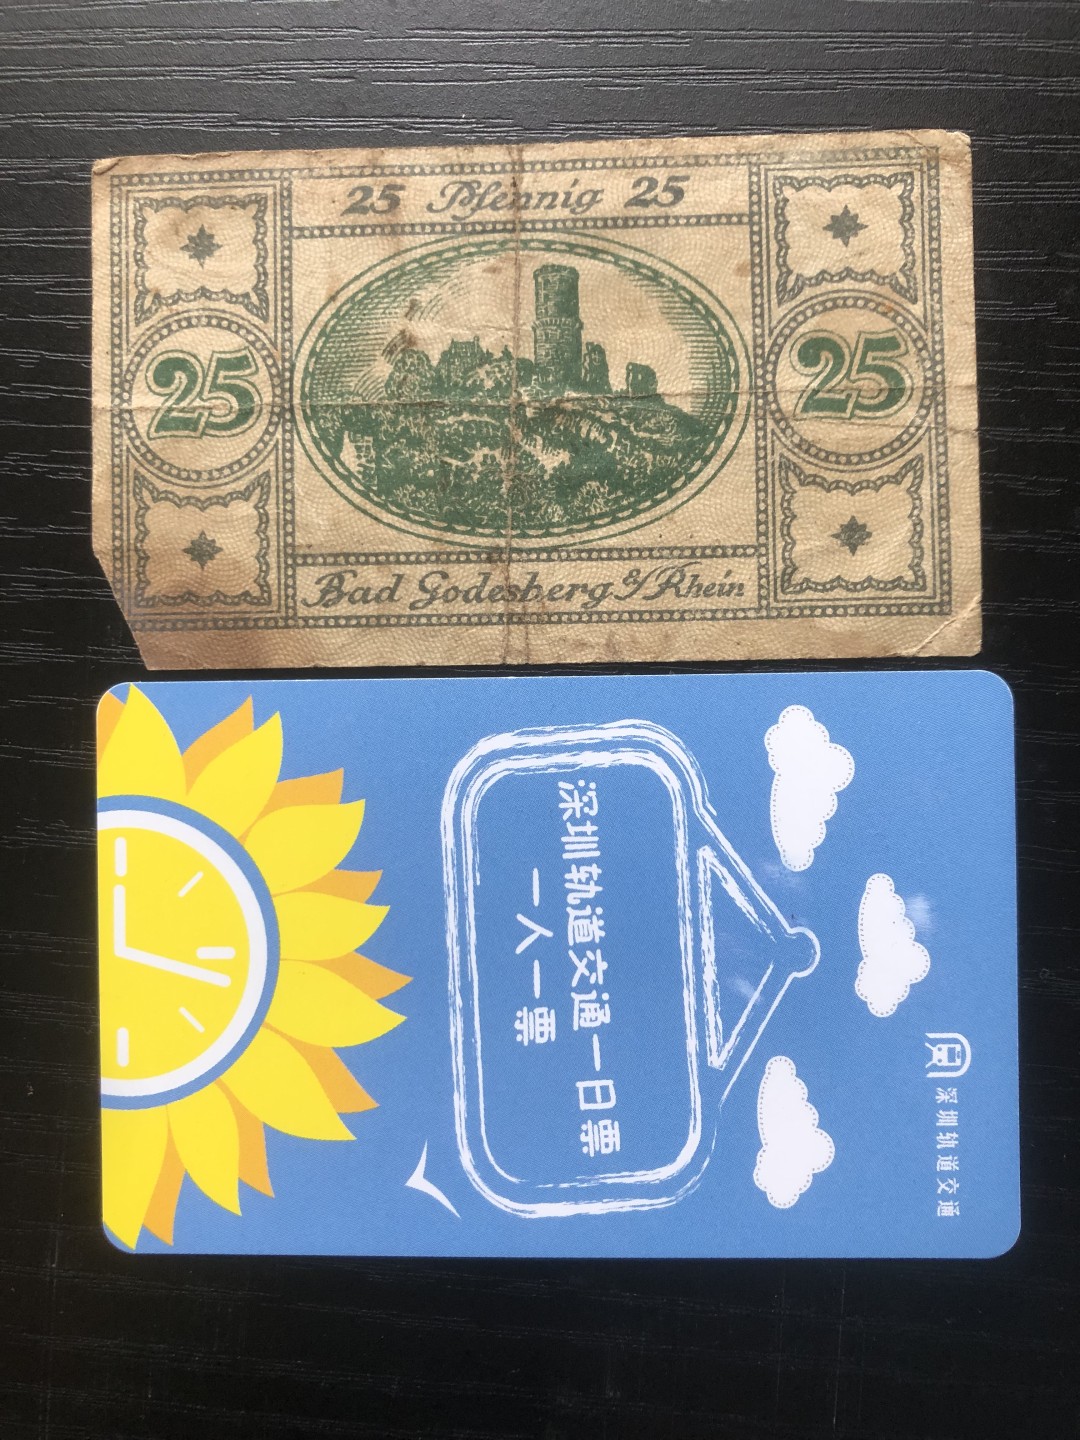 25 Pfennig 25
25
25
Bad Godesberg a/Rhein
深圳轨道交通一日票
一人一票
深圳轨道交通